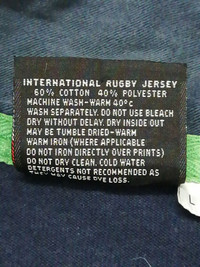 INTERNATIONAL RUGBY JERSEY
60% COTTON 40% POLYESTER
MACHINE WASH-WARM 40°C
WASH SEPARATELY. DO NOT USE BLEACH
DRY WITHOUT DELAY. DRY INSIDE OUT
MAY BE TUMBLE DRIED-WARM
WARM IRON (WHERE APPLICABLE
DO NOT IRON DIRECTLY OVER PRINTS)
DO NOT DRY CLEAN. COLD WATER
DETERGENTS NOT RECOMMENDED AS
THEY MAY CAUSE DYE LOSS.
L